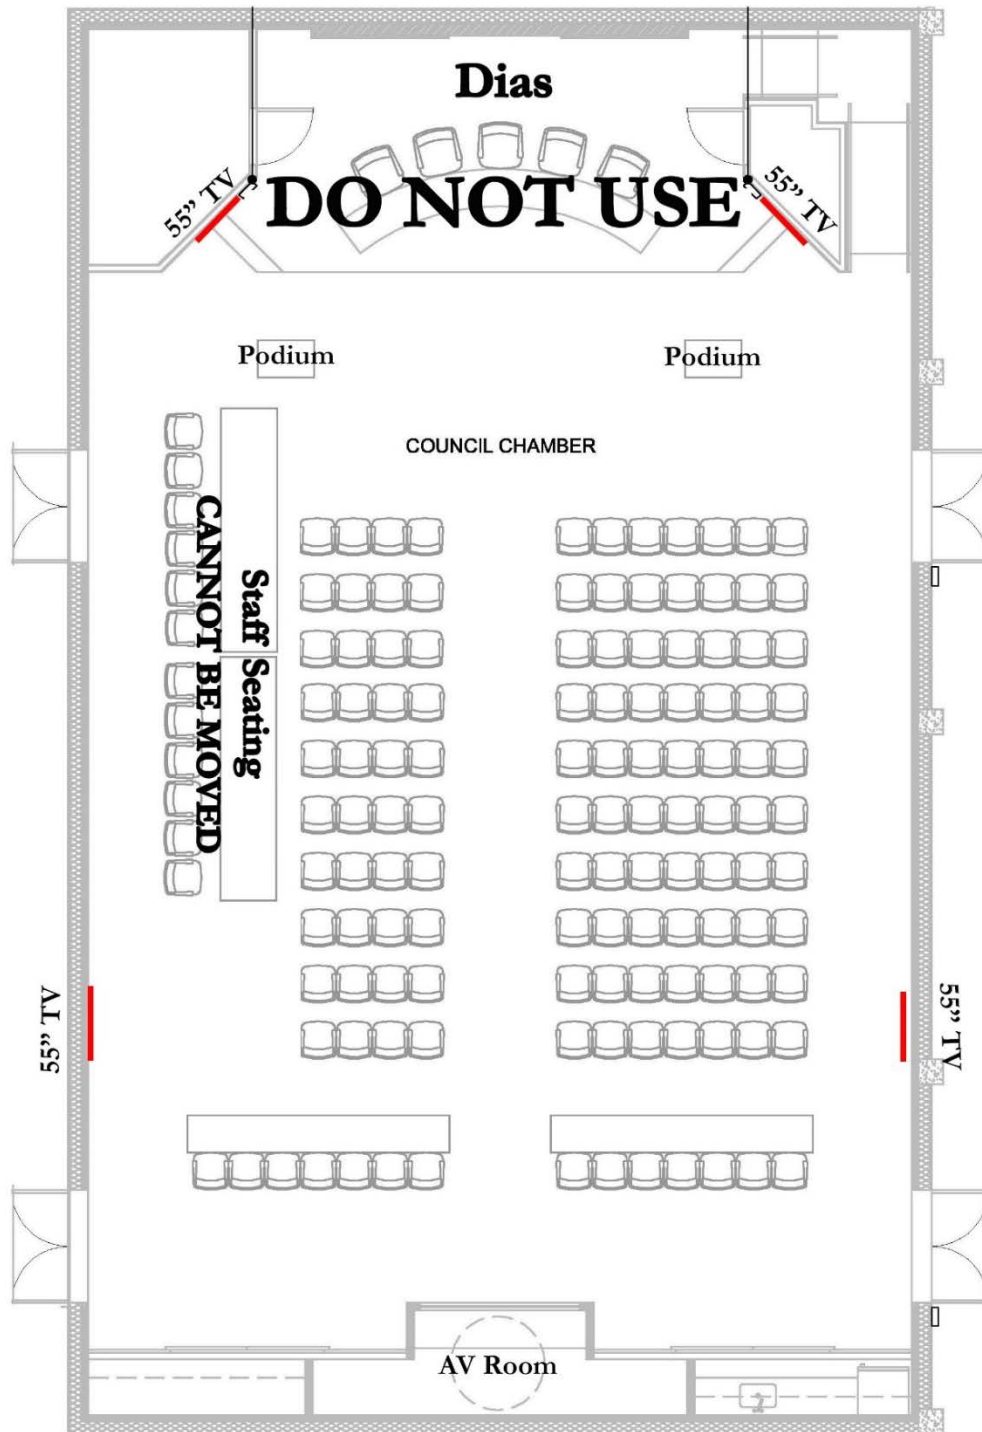 Dias
55” TV
DO NOT USE
55” TV
Podium
Podium
COUNCIL CHAMBER
CANNOT BE MOVED
Staff Seating
55” TV
55” TV
AV Room